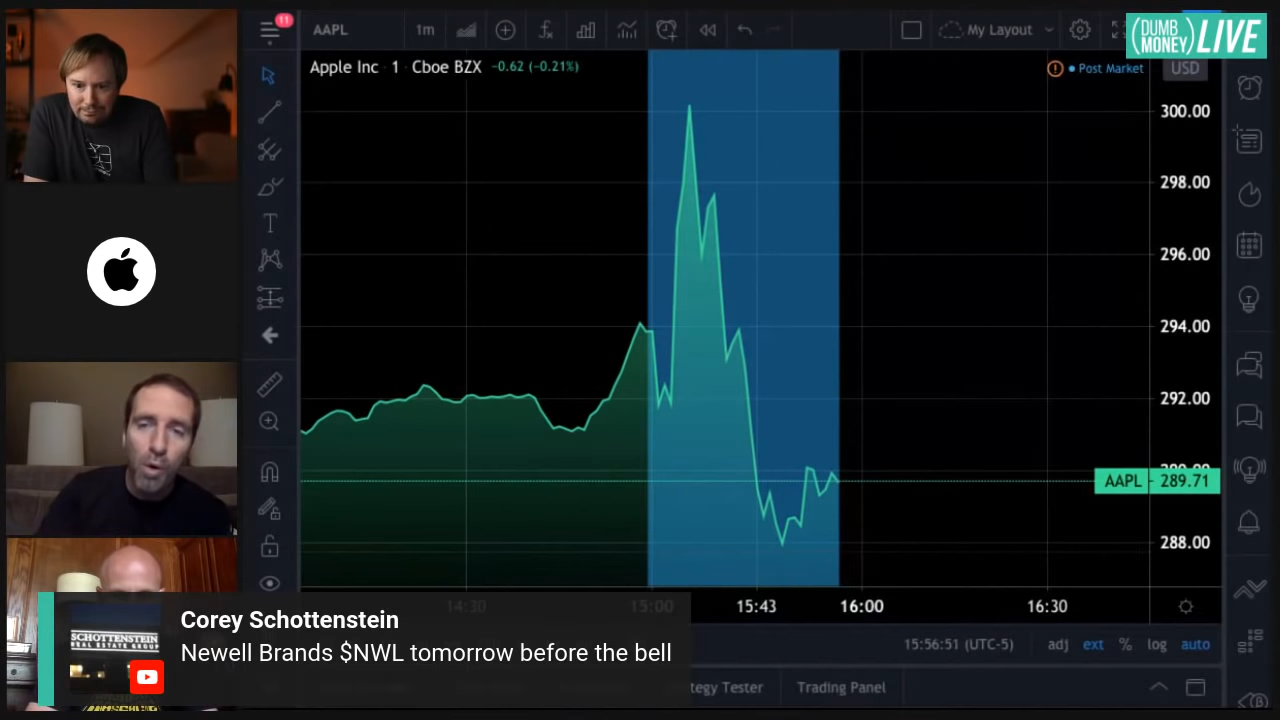 11
AAPL
1m
My Layout
(DUMB MONEY) LIVE
Apple Inc · 1 · Cboe BZX −0.62 (−0.21%)
Post Market
USD
300.00
298.00
296.00
294.00
292.00
AAPL
289.71
288.00
14:30
15:00
15:43
16:00
16:30
15:56:51 (UTC-5)
adj
ext
%
log
auto
Trading Panel
Tester
SCHOTTENSTEIN
REAL ESTATE GROUP
Corey Schottenstein
Newell Brands $NWL tomorrow before the bell